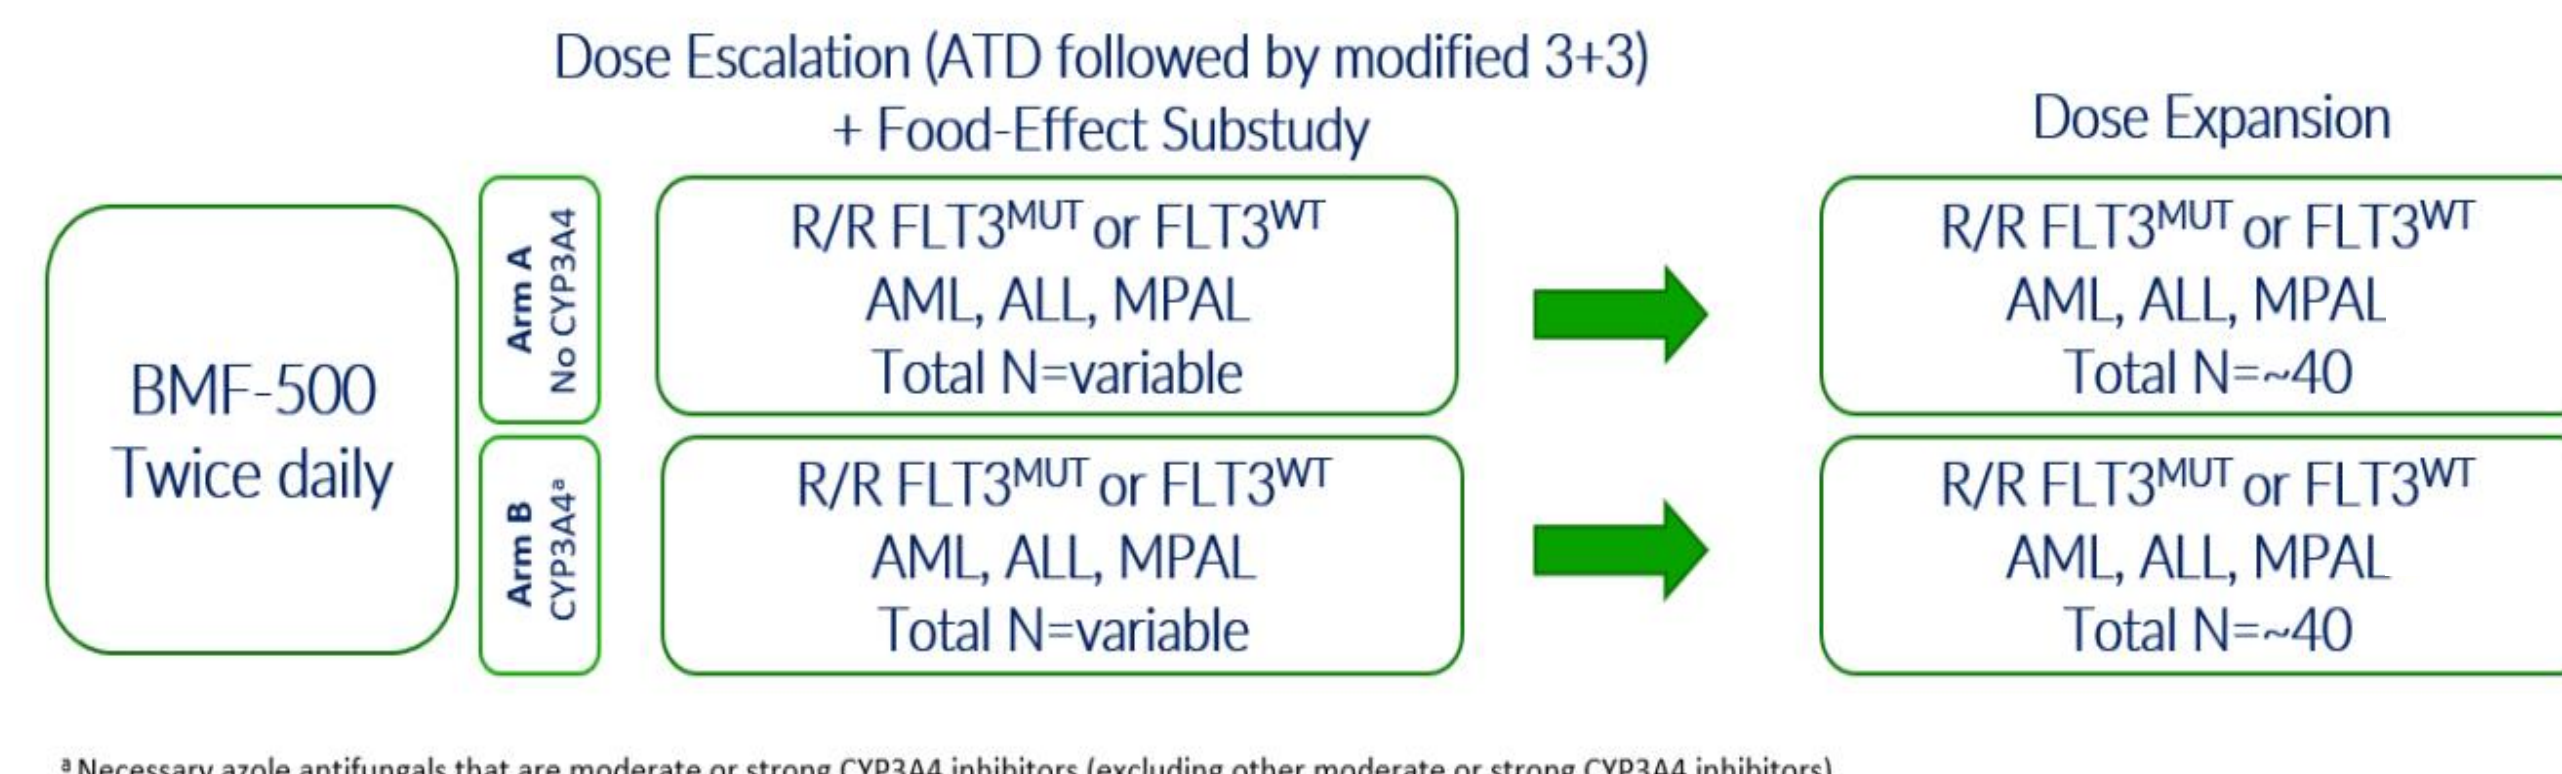 Dose Escalation (ATD followed by modified 3+3)
+ Food-Effect Substudy
Dose Expansion
BMF-500
Twice daily
Arm A
No CYP3A4
R/R FLT3ᴹᵁᵀ or FLT3ᵂᵀ
AML, ALL, MPAL
Total N=variable
R/R FLT3ᴹᵁᵀ or FLT3ᵂᵀ
AML, ALL, MPAL
Total N=~40
Arm B
CYP3A4ᵃ
R/R FLT3ᴹᵁᵀ or FLT3ᵂᵀ
AML, ALL, MPAL
Total N=variable
R/R FLT3ᴹᵁᵀ or FLT3ᵂᵀ
AML, ALL, MPAL
Total N=~40
ᵃ Necessary azole antifungals that are moderate or strong CYP3A4 inhibitors (excluding other moderate or strong CYP3A4 inhibitors)